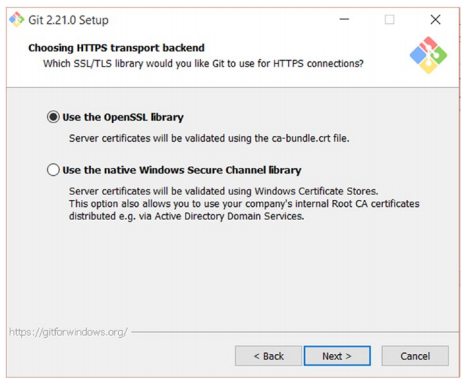 Git 2.21.0 Setup
Choosing HTTPS transport backend
Which SSL/TLS library would you like Git to use for HTTPS connections?
Use the OpenSSL library
Server certificates will be validated using the ca-bundle.crt file.
Use the native Windows Secure Channel library
Server certificates will be validated using Windows Certificate Stores.
This option also allows you to use your company's internal Root CA certificates
distributed e.g. via Active Directory Domain Services.
https://gitforwindows.org/
< Back
Next >
Cancel